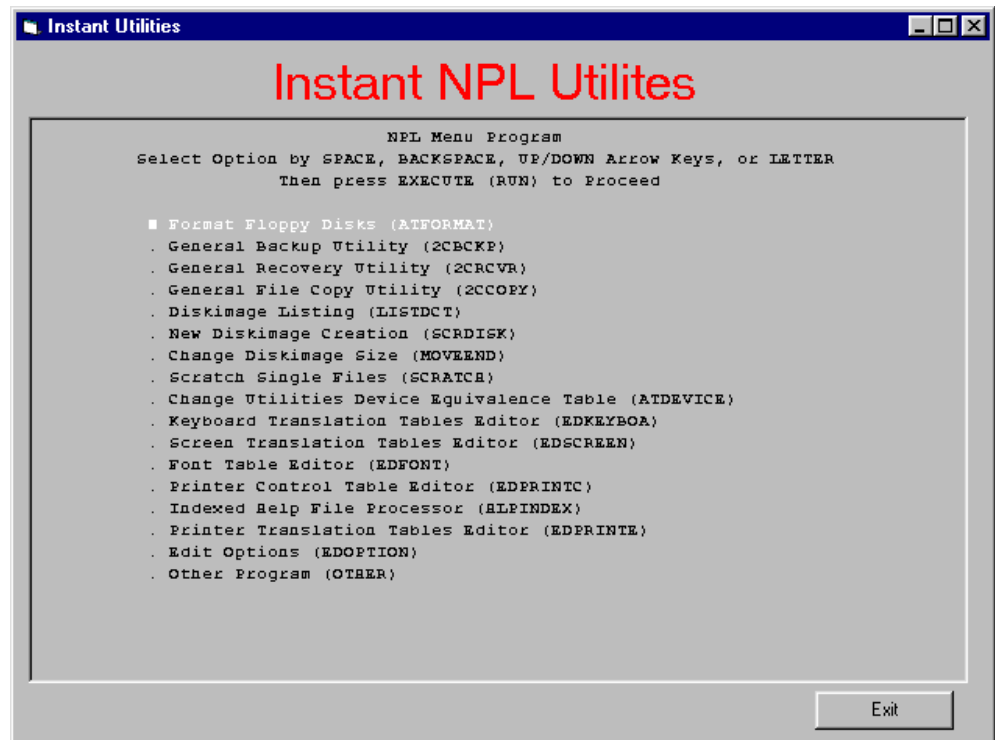 Instant Utilities
Instant NPL Utilites
NPL Menu Program
Select Option by SPACE, BACKSPACE, UP/DOWN Arrow Keys, or LETTER
Then press EXECUTE (RUN) to Proceed
Format Floppy Disks (ATFORMAT)
. General Backup Utility (2CBCKP)
. General Recovery Utility (2CRCVR)
. General File Copy Utility (2CCOPY)
. Diskimage Listing (LISTDCT)
. New Diskimage Creation (SCRDISK)
. Change Diskimage Size (MOVEEND)
. Scratch Single Files (SCRATCH)
. Change Utilities Device Equivalence Table (ATDEVICE)
. Keyboard Translation Tables Editor (EDKEYBOA)
. Screen Translation Tables Editor (EDSCREEN)
. Font Table Editor (EDFONT)
. Printer Control Table Editor (EDPRINTC)
. Indexed Help File Processor (HLPINDEX)
. Printer Translation Tables Editor (EDPRINTE)
. Edit Options (EDOPTION)
. Other Program (OTHER)
Exit